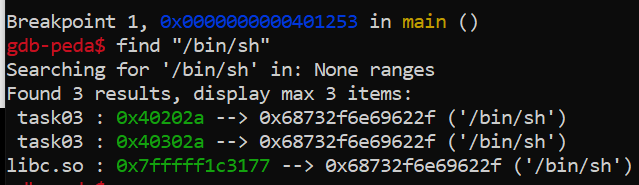 Breakpoint 1, 0x0000000000401253 in main ()
gdb-peda$ find "/bin/sh"
Searching for '/bin/sh' in: None ranges
Found 3 results, display max 3 items:
task03 : 0x40202a --> 0x68732f6e69622f ('/bin/sh')
task03 : 0x40302a --> 0x68732f6e69622f ('/bin/sh')
libc.so : 0x7fffff1c3177 --> 0x68732f6e69622f ('/bin/sh')